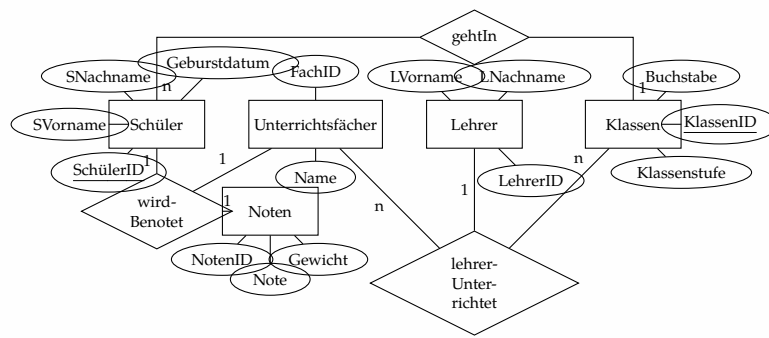 gehtIn
Geburstdatum
SNachname
n
FachID
LVorname
LNachname
Buchstabe
1
SVorname
Schüler
Unterrichtsfächer
Lehrer
Klassen
KlassenID
SchülerID
1
1
n
Name
LehrerID
Klassenstufe
wird-
Benotet
1
Noten
n
1
NotenID
Gewicht
Note
lehrer-
Unter-
richtet